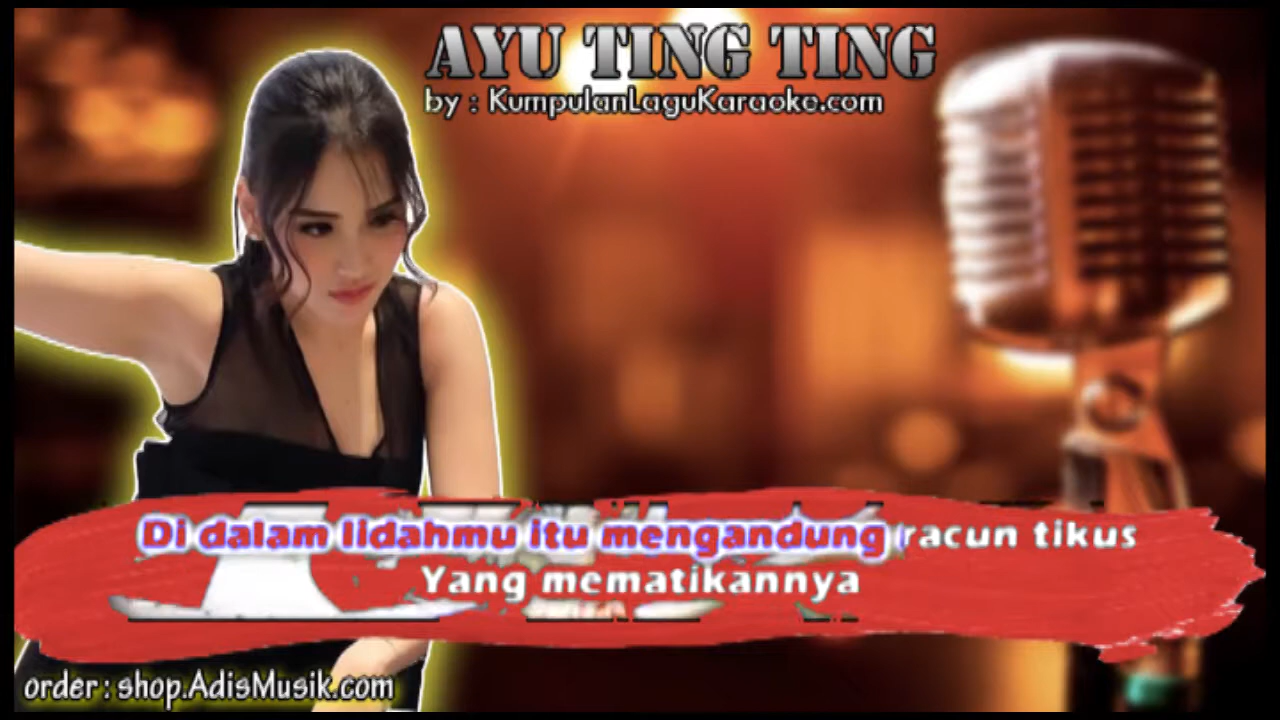 AYU TING TING
by : KumpulanLaguKaraoke.com
Di dalam lidahmu itu mengandung racun tikus
Yang mematikannya
order : shop.AdisMusik.com